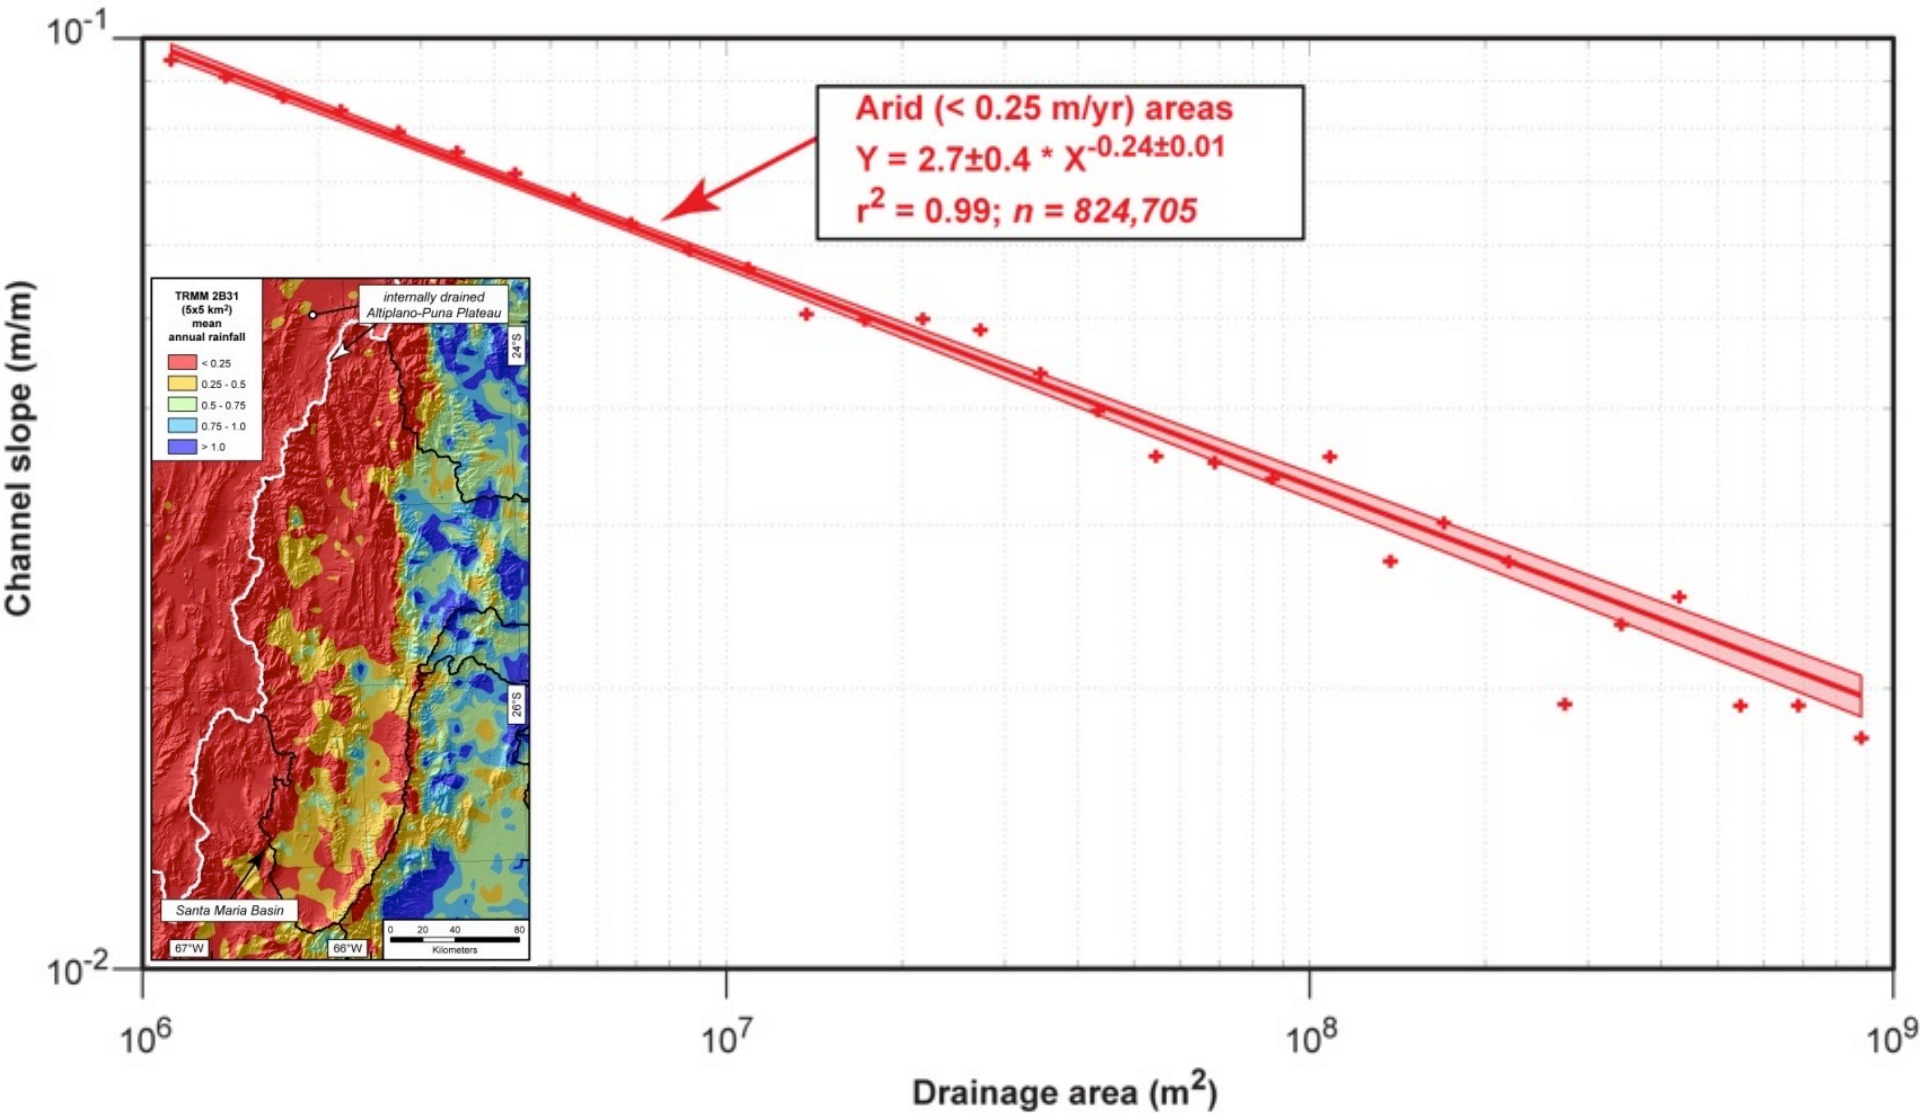 10^-1
Arid (< 0.25 m/yr) areas
Y = 2.7±0.4 * X^-0.24±0.01
r^2 = 0.99; n = 824,705
Channel slope (m/m)
TRMM 2B31
(5x5 km²)
mean
annual rainfall
< 0.25
0.25 - 0.5
0.5 - 0.75
0.75 - 1.0
> 1.0
internally drained
Altiplano-Puna Plateau
24°S
26°S
Santa Maria Basin
67°W
66°W
0 20 40 80
Kilometers
10^-2
10^6 10^7 10^8 10^9
Drainage area (m^2)